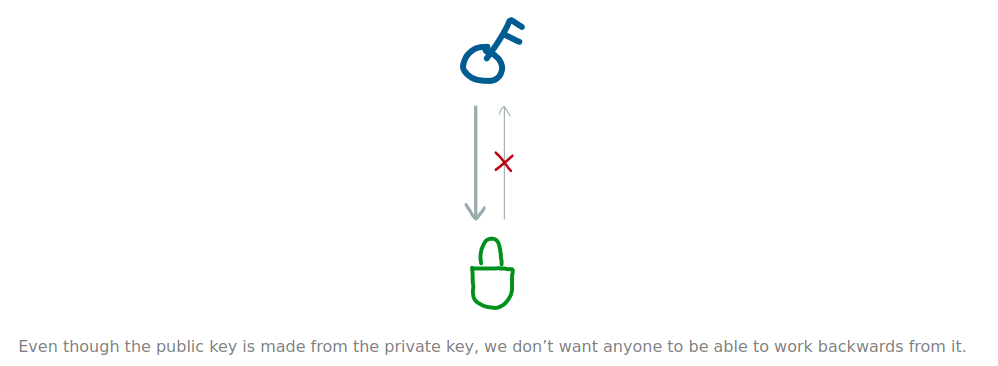 Even though the public key is made from the private key, we don’t want anyone to be able to work backwards from it.